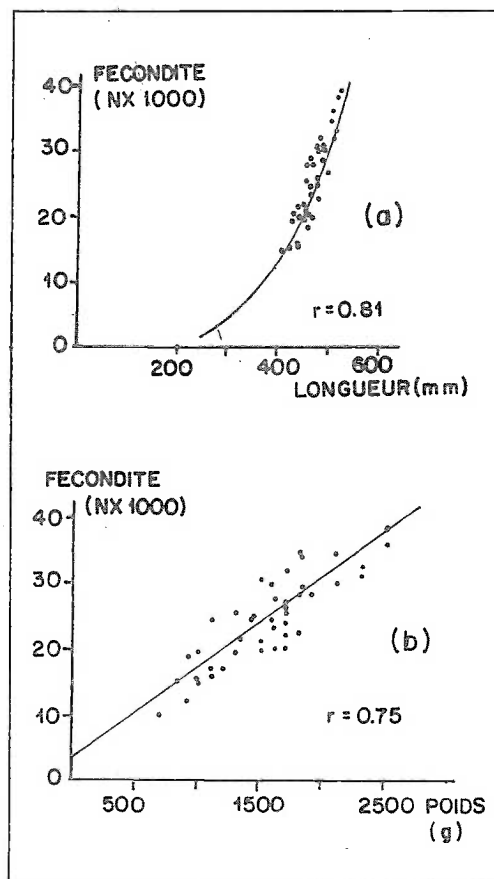 FECONDITE
(NX 1000)
40
30
20
10
0
(a)
r=0.81
200
400
600
LONGUEUR(mm)
FECONDITE
(NX 1000)
40
30
20
10
0
(b)
r=0.75
500
1500
2500 POIDS
(g)